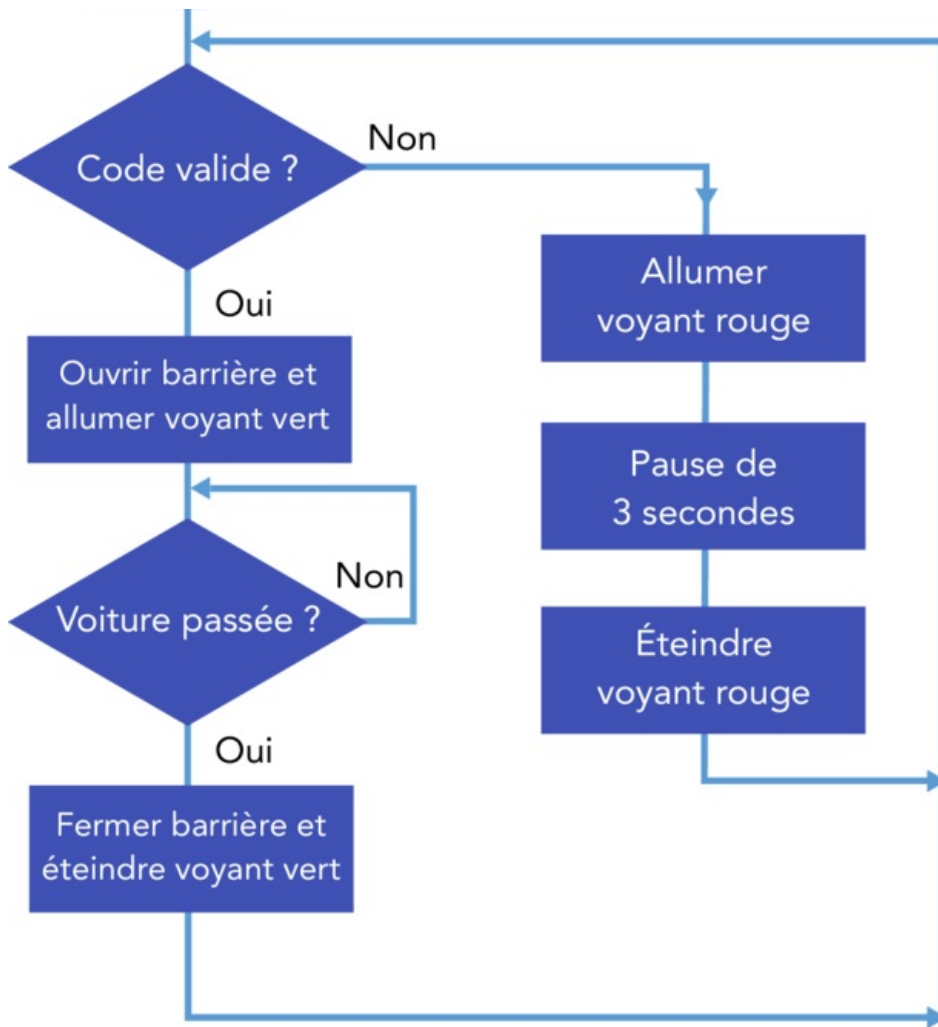 Code valide ?
Non
Oui
Allumer
voyant rouge
Ouvrir barrière et
allumer voyant vert
Pause de
3 secondes
Non
Voiture passée ?
Éteindre
voyant rouge
Oui
Fermer barrière et
éteindre voyant vert